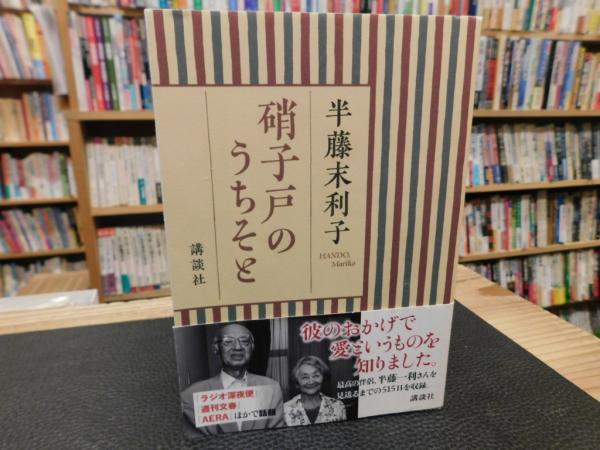 半藤末利子
HANDO,
Mariko
硝子戸の
うちそと
講談社
彼のおかげで
愛というものを
知りました。
最高の伴侶、半藤一利さんを
見送るまでの515日を収録。
講談社
「ラジオ深夜便」
「週刊文春」
「AERA」ほかで話題